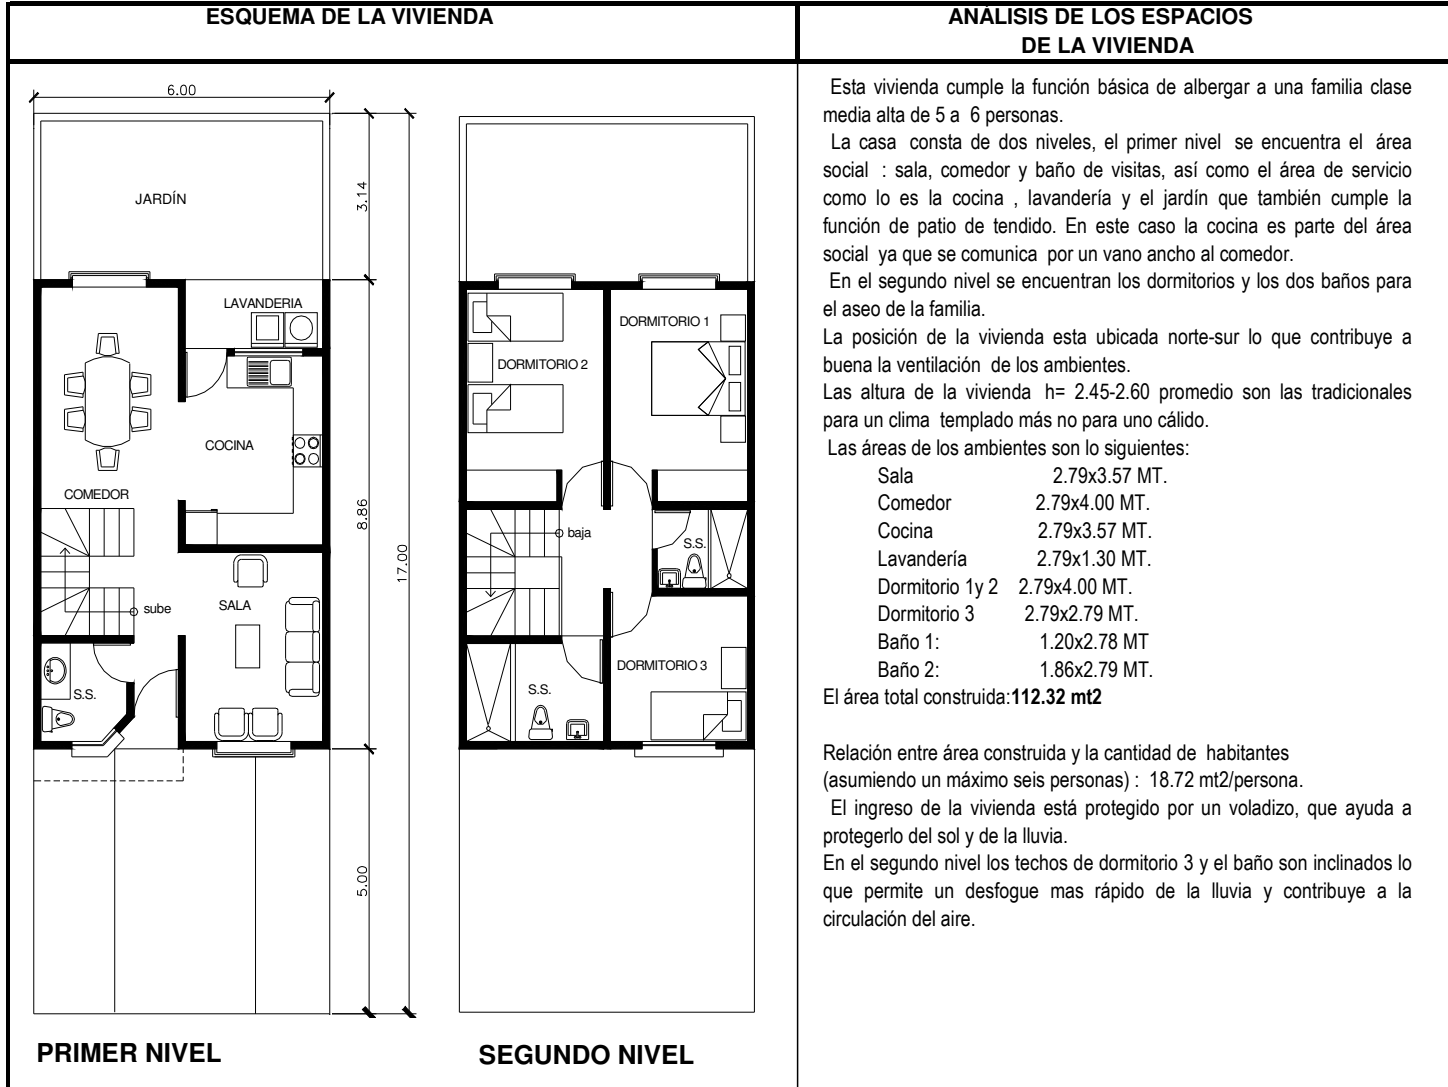 ESQUEMA DE LA VIVIENDA
ANÁLISIS DE LOS ESPACIOS
DE LA VIVIENDA
6.00
JARDÍN
3.14
LAVANDERIA
COCINA
COMEDOR
8.86
17.00
sube
SALA
S.S.
5.00
PRIMER NIVEL
DORMITORIO 1
DORMITORIO 2
baja
S.S.
DORMITORIO 3
S.S.
SEGUNDO NIVEL
Esta vivienda cumple la función básica de albergar a una familia clase
media alta de 5 a 6 personas.
La casa consta de dos niveles, el primer nivel se encuentra el área
social : sala, comedor y baño de visitas, así como el área de servicio
como lo es la cocina , lavandería y el jardín que también cumple la
función de patio de tendido. En este caso la cocina es parte del área
social ya que se comunica por un vano ancho al comedor.
En el segundo nivel se encuentran los dormitorios y los dos baños para
el aseo de la familia.
La posición de la vivienda esta ubicada norte-sur lo que contribuye a
buena la ventilación de los ambientes.
Las altura de la vivienda h= 2.45-2.60 promedio son las tradicionales
para un clima templado más no para uno cálido.
Las áreas de los ambientes son lo siguientes:
Sala 2.79x3.57 MT.
Comedor 2.79x4.00 MT.
Cocina 2.79x3.57 MT.
Lavandería 2.79x1.30 MT.
Dormitorio 1y 2 2.79x4.00 MT.
Dormitorio 3 2.79x2.79 MT.
Baño 1: 1.20x2.78 MT
Baño 2: 1.86x2.79 MT.
El área total construida:112.32 mt2
Relación entre área construida y la cantidad de habitantes
(asumiendo un máximo seis personas) : 18.72 mt2/persona.
El ingreso de la vivienda está protegido por un voladizo, que ayuda a
protegerlo del sol y de la lluvia.
En el segundo nivel los techos de dormitorio 3 y el baño son inclinados lo
que permite un desfogue mas rápido de la lluvia y contribuye a la
circulación del aire.